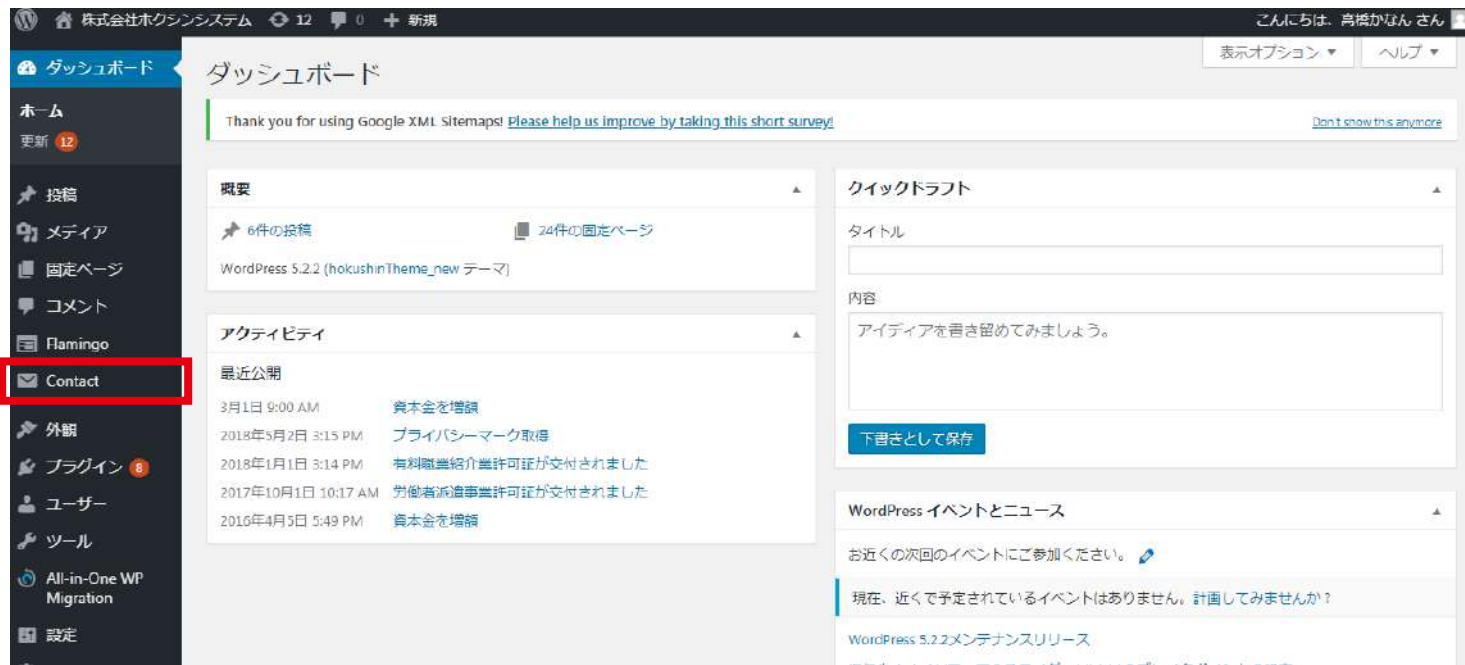 株式会社ホクシンシステム 12 0 新規 こんにちは、高橋かなん さん
ダッシュボード
ホーム
更新 12
投稿
メディア
固定ページ
コメント
Flamingo
Contact
外観
プラグイン 8
ユーザー
ツール
All-in-One WP
Migration
設定
表示オプション ▼ ヘルプ ▼
ダッシュボード
Thank you for using Google XML Sitemaps! Please help us improve by taking this short survey! Don't show this anymore
概要
6件の投稿 24件の固定ページ
WordPress 5.2.2 (hokushinTheme_new テーマ)
アクティビティ
最近公開
3月1日 9:00 AM 資本金を増額
2018年5月2日 3:15 PM プライバシーマーク取得
2018年1月1日 3:14 PM 有料職業紹介業許可証が交付されました
2017年10月1日 10:17 AM 労働者派遣事業許可証が交付されました
2016年4月5日 5:49 PM 資本金を増額
クイックドラフト
タイトル
内容
アイディアを書き留めてみましょう。
下書きとして保存
WordPress イベントとニュース
お近くの次回のイベントにご参加ください。
現在、近くで予定されているイベントはありません。計画してみませんか ?
WordPress 5.2.2メンテナンスリリース